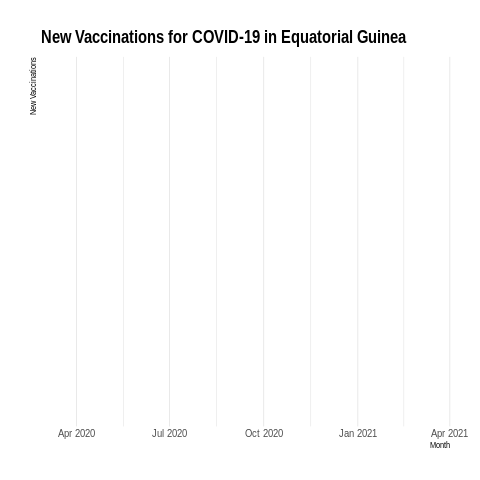 New Vaccinations for COVID-19 in Equatorial Guinea
New Vaccinations
Apr 2020 Jul 2020 Oct 2020 Jan 2021 Apr 2021
Month